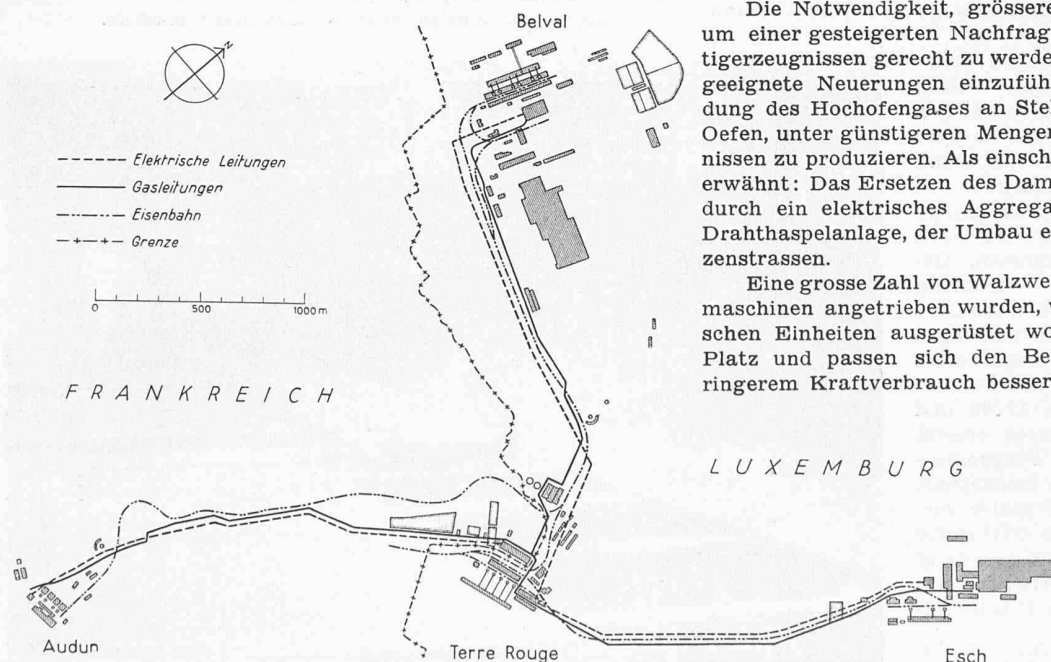 Belval
N
Elektrische Leitungen
Gasleitungen
Eisenbahn
Grenze
0 500 1000 m
FRANKREICH
LUXEMBURG
Audun
Terre Rouge
Esch
Die Notwendigkeit, grössere
um einer gesteigerten Nachfrag
tigerzeugnissen gerecht zu werde
geeignete Neuerungen einzufüh
dung des Hochofengases an Stel
Oefen, unter günstigeren Menge
nissen zu produzieren. Als einsch
erwähnt: Das Ersetzen des Dam
durch ein elektrisches Aggrega
Drahthaspelanlage, der Umbau e
zenstrassen.
Eine grosse Zahl von Walzwe
maschinen angetrieben wurden,
schen Einheiten ausgerüstet wo
Platz und passen sich den Be
ringerem Kraftverbrauch besser